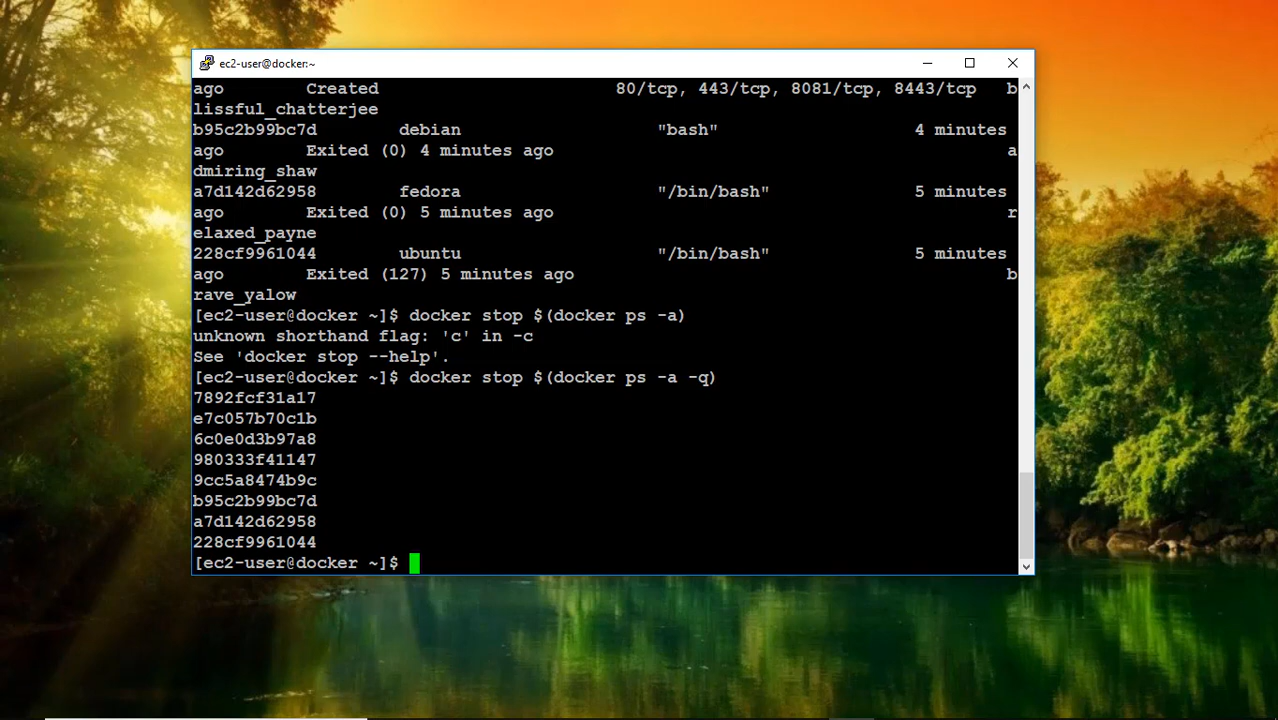 ec2-user@docker:~
ago Created 80/tcp, 443/tcp, 8081/tcp, 8443/tcp b
lissful_chatterjee
b95c2b99bc7d debian "bash" 4 minutes
ago Exited (0) 4 minutes ago a
dmiring_shaw
a7d142d62958 fedora "/bin/bash" 5 minutes
ago Exited (0) 5 minutes ago r
elaxed_payne
228cf9961044 ubuntu "/bin/bash" 5 minutes
ago Exited (127) 5 minutes ago b
rave_yalow
[ec2-user@docker ~]$ docker stop $(docker ps -a)
unknown shorthand flag: 'c' in -c
See 'docker stop --help'.
[ec2-user@docker ~]$ docker stop $(docker ps -a -q)
7892fcf31a17
e7c057b70c1b
6c0e0d3b97a8
980333f41147
9cc5a8474b9c
b95c2b99bc7d
a7d142d62958
228cf9961044
[ec2-user@docker ~]$